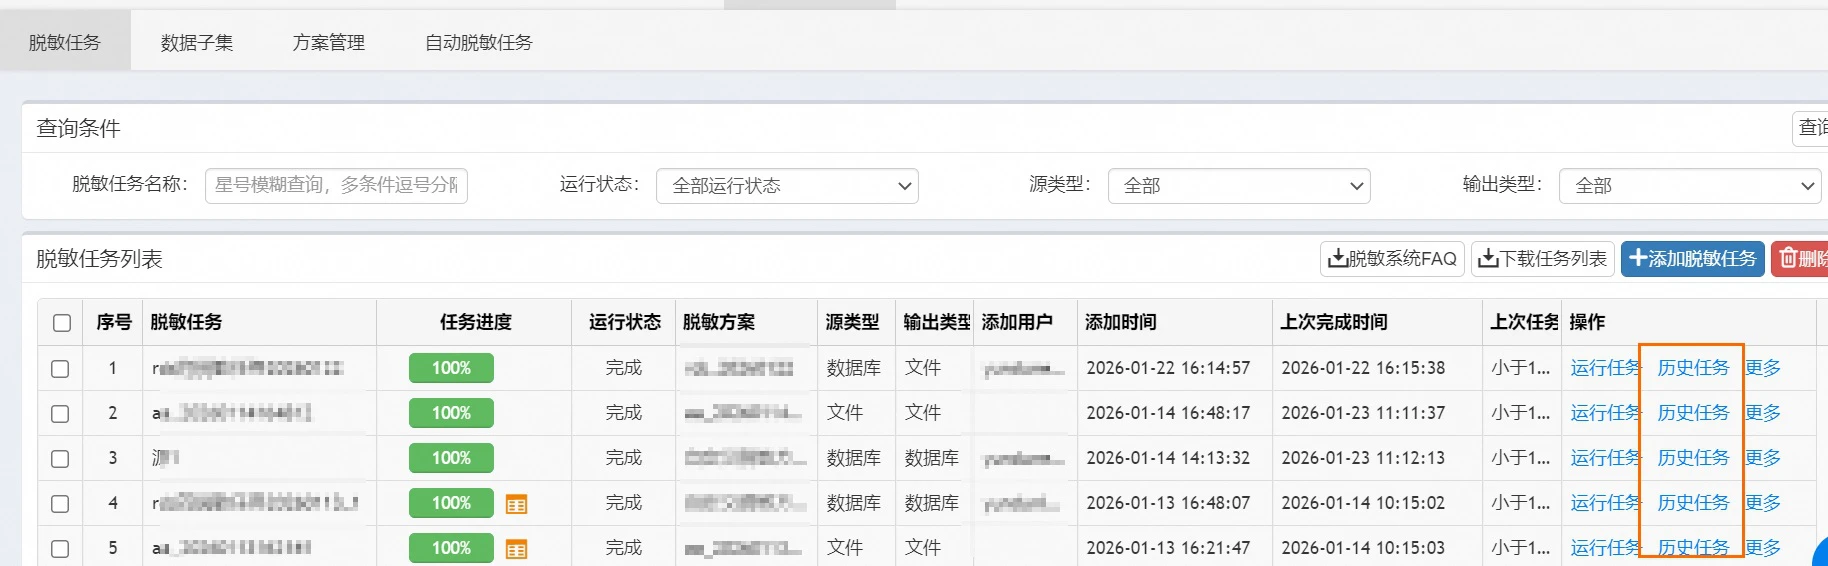 脱敏任务 数据子集 方案管理 自动脱敏任务
查询条件 查询
脱敏任务名称： 星号模糊查询，多条件逗号分隔 运行状态： 全部运行状态 源类型： 全部 输出类型： 全部
脱敏任务列表 脱敏系统FAQ 下载任务列表 添加脱敏任务 删除
序号 脱敏任务 任务进度 运行状态 脱敏方案 源类型 输出类型 添加用户 添加时间 上次完成时间 上次任务 操作
1 100% 完成 数据库 文件 2026-01-22 16:14:57 2026-01-22 16:15:38 小于1... 运行任务 历史任务 更多
2 100% 完成 文件 文件 2026-01-14 16:48:17 2026-01-23 11:11:37 小于1... 运行任务 历史任务 更多
3 100% 完成 数据库 数据库 2026-01-14 14:13:32 2026-01-23 11:12:13 小于1... 运行任务 历史任务 更多
4 100% 完成 数据库 数据库 2026-01-13 16:48:07 2026-01-14 10:15:02 小于1... 运行任务 历史任务 更多
5 100% 完成 文件 文件 2026-01-13 16:21:47 2026-01-14 10:15:03 小于1... 运行任务 历史任务 更多